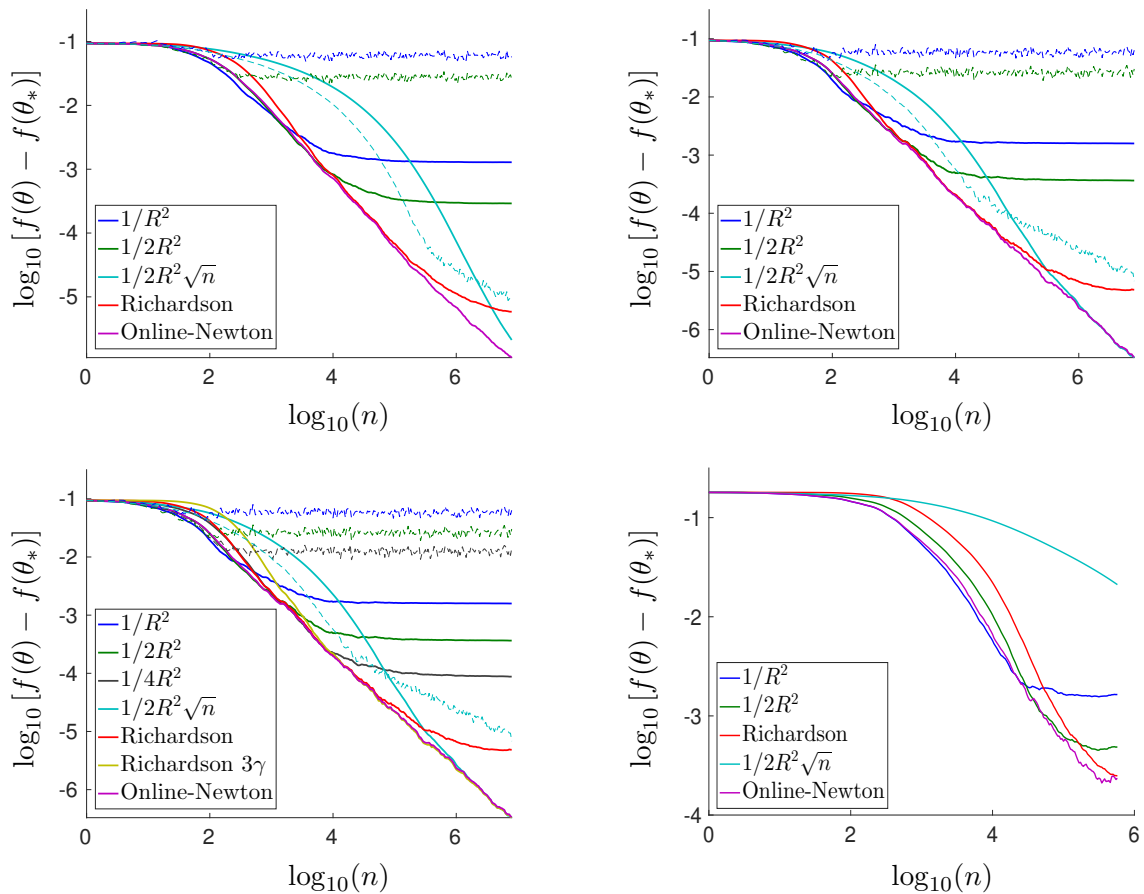 -1
-2
-3
-4
-5
0 2 4 6
log₁₀(n)
log₁₀[f(θ) − f(θ∗)]
1/R²
1/2R²
1/2R²√n
Richardson
Online-Newton
-1
-2
-3
-4
-5
-6
0 2 4 6
log₁₀(n)
log₁₀[f(θ) − f(θ∗)]
1/R²
1/2R²
1/2R²√n
Richardson
Online-Newton
-1
-2
-3
-4
-5
-6
0 2 4 6
log₁₀(n)
log₁₀[f(θ) − f(θ∗)]
1/R²
1/2R²
1/4R²
1/2R²√n
Richardson
Richardson 3γ
Online-Newton
-1
-2
-3
-4
0 2 4 6
log₁₀(n)
log₁₀[f(θ) − f(θ∗)]
1/R²
1/2R²
Richardson
1/2R²√n
Online-Newton